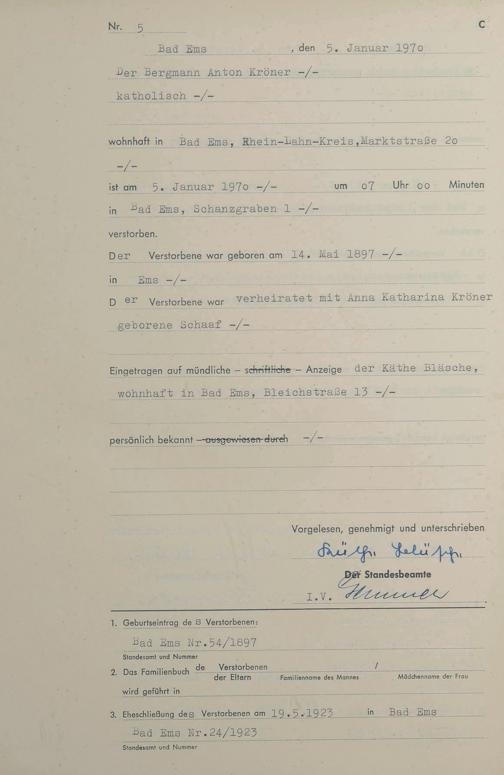 Nr. 5 C
Bad Ems, den 5. Januar 1970
Der Bergmann Anton Kröner -/-
katholisch -/-
wohnhaft in Bad Ems, Rhein-Lahn-Kreis,Marktstraße 20
-/-
ist am 5. Januar 1970 -/- um 07 Uhr 00 Minuten
in Bad Ems, Schanzgraben 1 -/-
verstorben.
Der Verstorbene war geboren am 14. Mai 1897 -/-
in Ems -/-
Der Verstorbene war verheiratet mit Anna Katharina Kröner
geborene Schaaf -/-
Eingetragen auf mündliche – schriftliche – Anzeige der Käthe Bläsche,
wohnhaft in Bad Ems, Bleichstraße 13 -/-
persönlich bekannt – ausgewiesen durch -/-
Vorgelesen, genehmigt und unterschrieben
Der Standesbeamte
I.V.
1. Geburtseintrag des Verstorbenen:
Bad Ems Nr.54/1897
Standesamt und Nummer
2. Das Familienbuch de Verstorbenen /
der Eltern Familienname des Mannes Mädchenname der Frau
wird geführt in
3. Eheschließung des Verstorbenen am 19.5.1923 in Bad Ems
Bad Ems Nr.24/1923
Standesamt und Nummer